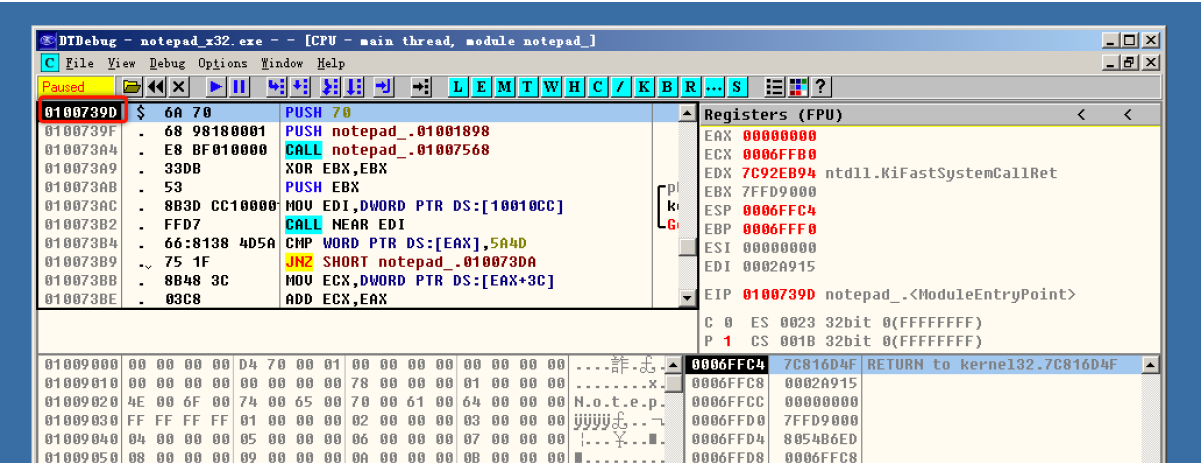 DTDebug - notepad_x32.exe - - [CPU - main thread, module notepad_]
C File View Debug Options Window Help
Paused L E M T W H C / K B R ... S ?
0100739D $ 6A 70 PUSH 70
0100739F . 68 98180001 PUSH notepad_.01001898
010073A4 . E8 BF010000 CALL notepad_.01007568
010073A9 . 33DB XOR EBX,EBX
010073AB . 53 PUSH EBX
010073AC . 8B3D CC10000 MOV EDI,DWORD PTR DS:[10010CC]
010073B2 . FFD7 CALL NEAR EDI
010073B4 . 66:8138 4D5A CMP WORD PTR DS:[EAX],5A4D
010073B9 . 75 1F JNZ SHORT notepad_.010073DA
010073BB . 8B48 3C MOV ECX,DWORD PTR DS:[EAX+3C]
010073BE . 03C8 ADD ECX,EAX
Registers (FPU) < <
EAX 00000000
ECX 0006FFB0
EDX 7C92EB94 ntdll.KiFastSystemCallRet
EBX 7FFD9000
ESP 0006FFC4
EBP 0006FFF0
ESI 00000000
EDI 0002A915
EIP 0100739D notepad_.<ModuleEntryPoint>
C 0 ES 0023 32bit 0(FFFFFFFF)
P 1 CS 001B 32bit 0(FFFFFFFF)
01009000 00 00 00 00 D4 70 00 01 00 00 00 00 00 00 00 00
01009010 00 00 00 00 00 00 00 00 78 00 00 00 01 00 00 00 ........x.
01009020 4E 00 6F 00 74 00 65 00 70 00 61 00 64 00 00 00 N.o.t.e.p.
01009030 FF FF FF FF 01 00 00 00 02 00 00 00 03 00 00 00
01009040 04 00 00 00 05 00 00 00 06 00 00 00 07 00 00 00
01009050 08 00 00 00 09 00 00 00 0A 00 00 00 0B 00 00 00
0006FFC4 7C816D4F RETURN to kernel32.7C816D4F
0006FFC8 0002A915
0006FFCC 00000000
0006FFD0 7FFD9000
0006FFD4 8054B6ED
0006FFD8 0006FFC8